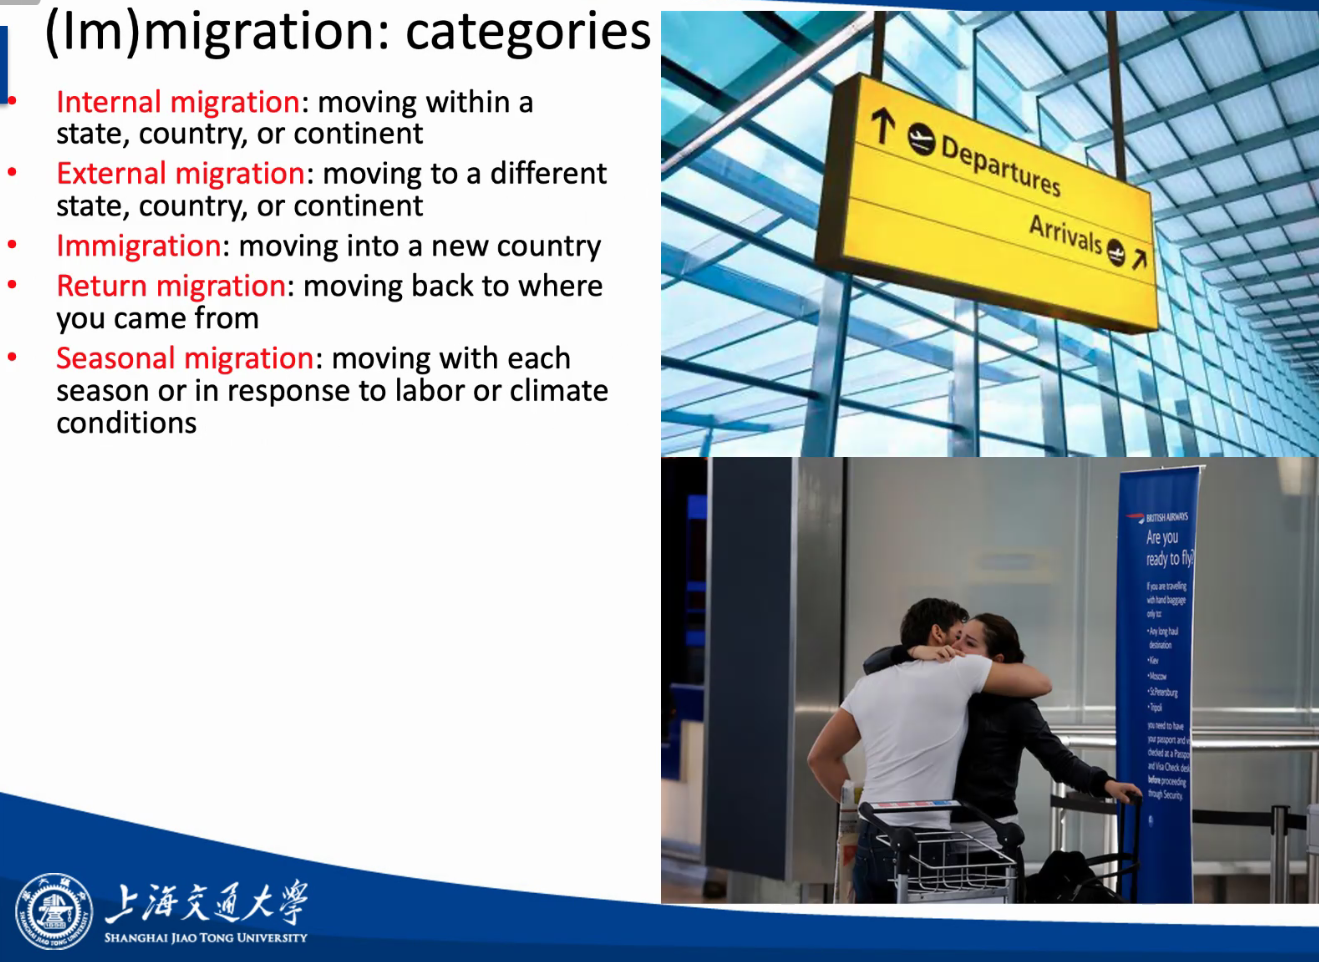 (Im)migration: categories
• Internal migration: moving within a
state, country, or continent
• External migration: moving to a different
state, country, or continent
• Immigration: moving into a new country
• Return migration: moving back to where
you came from
• Seasonal migration: moving with each
season or in response to labor or climate
conditions
Departures
Arrivals
BRITISH AIRWAYS
Are you
ready to fly?
If you are travelling
with hand baggage
only to:
• Any long haul
destination
• Kiev
• Moscow
• St.Petersburg
• Tripoli
you need to have
your passport and
checked at a
and Visa Check desk
before proceeding
through Security.
上海交通大学
SHANGHAI JIAO TONG UNIVERSITY